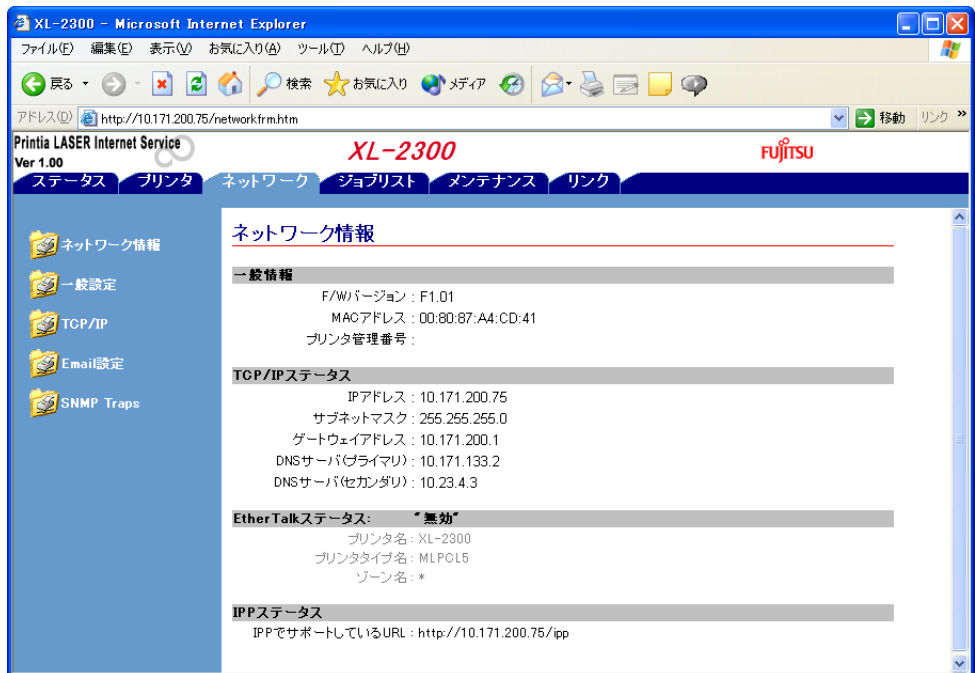 XL-2300 - Microsoft Internet Explorer
ファイル(F) 編集(E) 表示(V) お気に入り(A) ツール(T) ヘルプ(H)
戻る 検索 お気に入り メディア
アドレス(D) http://10.171.200.75/networkfrm.htm 移動 リンク »
Printia LASER Internet Service
Ver 1.00
XL-2300
FUJITSU
ステータス プリンタ ネットワーク ジョブリスト メンテナンス リンク
ネットワーク情報
一般設定
TCP/IP
Email設定
SNMP Traps
ネットワーク情報
一般情報
F/Wバージョン : F1.01
MACアドレス : 00:80:87:A4:CD:41
プリンタ管理番号 :
TCP/IPステータス
IPアドレス : 10.171.200.75
サブネットマスク : 255.255.255.0
ゲートウェイアドレス : 10.171.200.1
DNSサーバ(プライマリ) : 10.171.133.2
DNSサーバ(セカンダリ) : 10.23.4.3
EtherTalkステータス: "無効"
プリンタ名 : XL-2300
プリンタタイプ名 : MLPCL5
ゾーン名 : *
IPPステータス
IPPでサポートしているURL : http://10.171.200.75/ipp